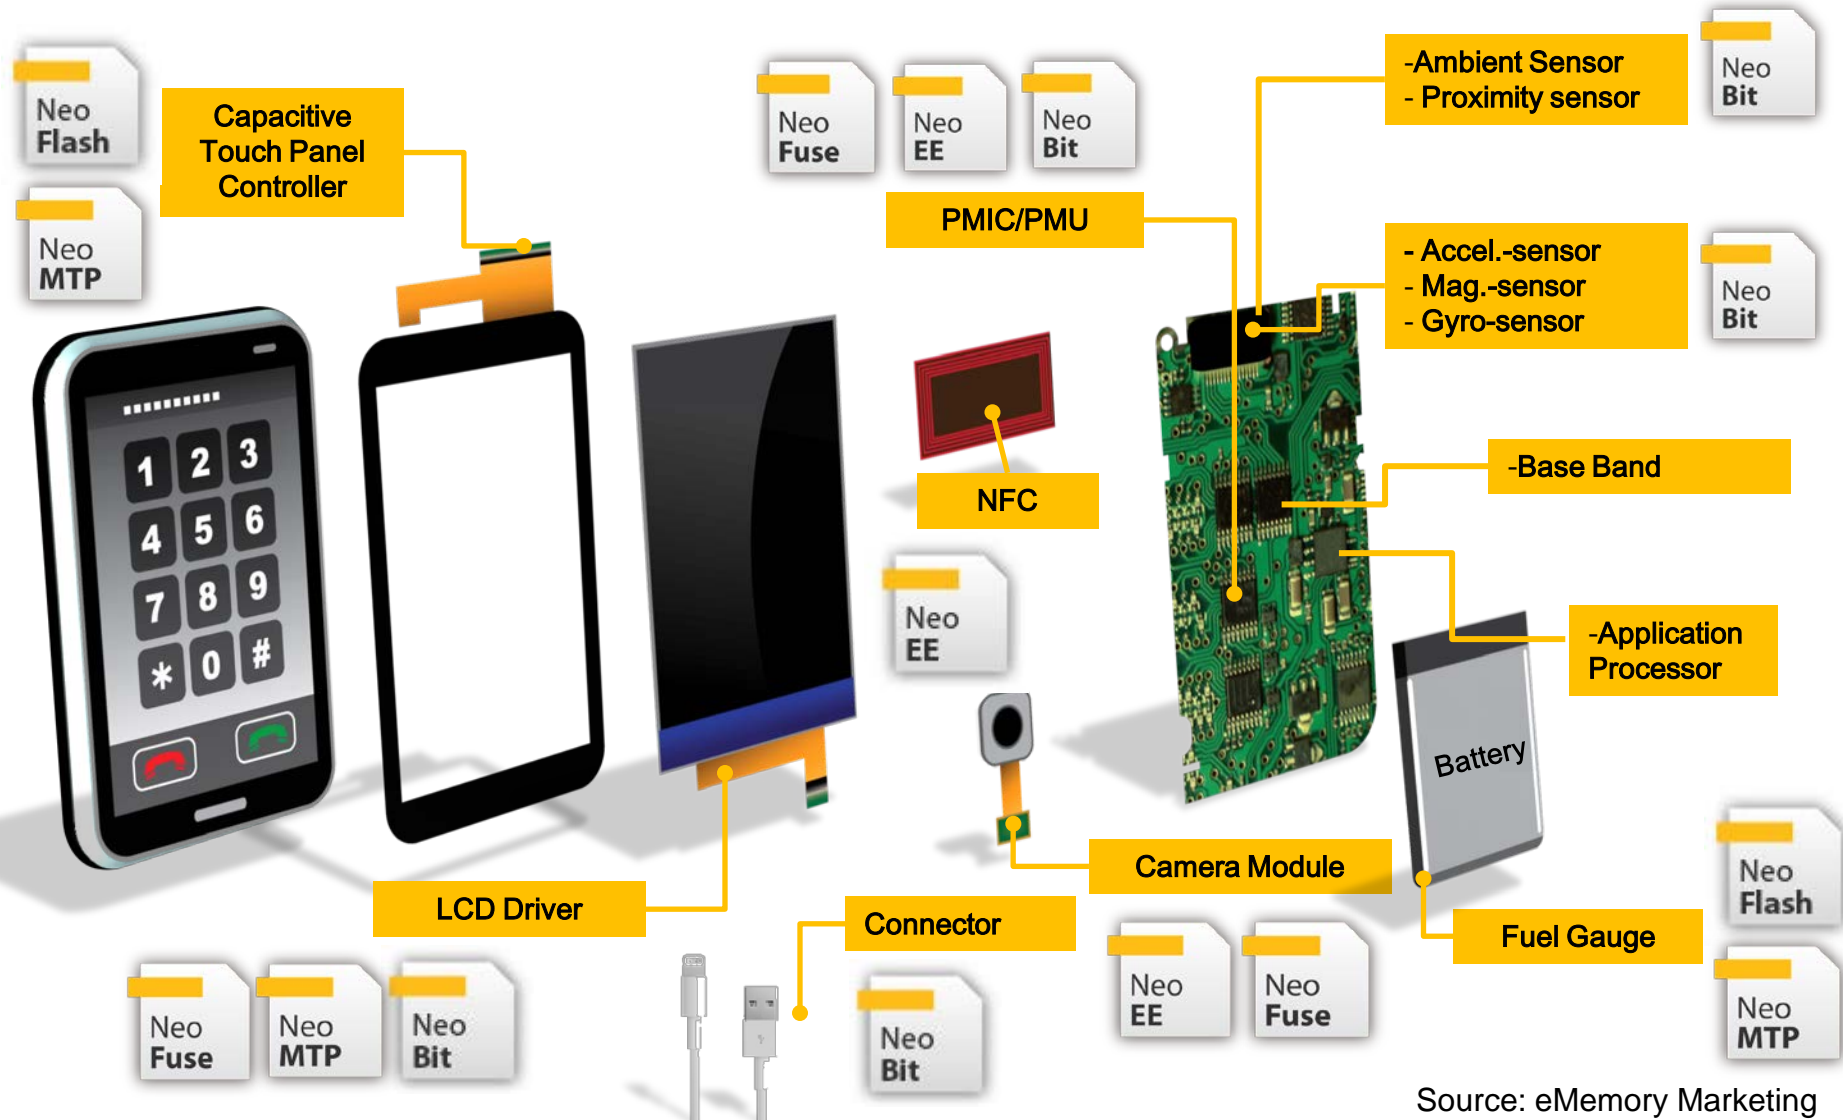 Neo
Flash
Neo
MTP
Capacitive
Touch Panel
Controller
Neo
Fuse
Neo
EE
Neo
Bit
PMIC/PMU
-Ambient Sensor
- Proximity sensor
Neo
Bit
- Accel.-sensor
- Mag.-sensor
- Gyro-sensor
Neo
Bit
1 2 3
4 5 6
7 8 9
* 0 #
NFC
Neo
EE
-Base Band
-Application
Processor
Battery
Camera Module
Neo
EE
Neo
Fuse
LCD Driver
Neo
Fuse
Neo
MTP
Neo
Bit
Connector
Neo
Bit
Fuel Gauge
Neo
Flash
Neo
MTP
Source: eMemory Marketing